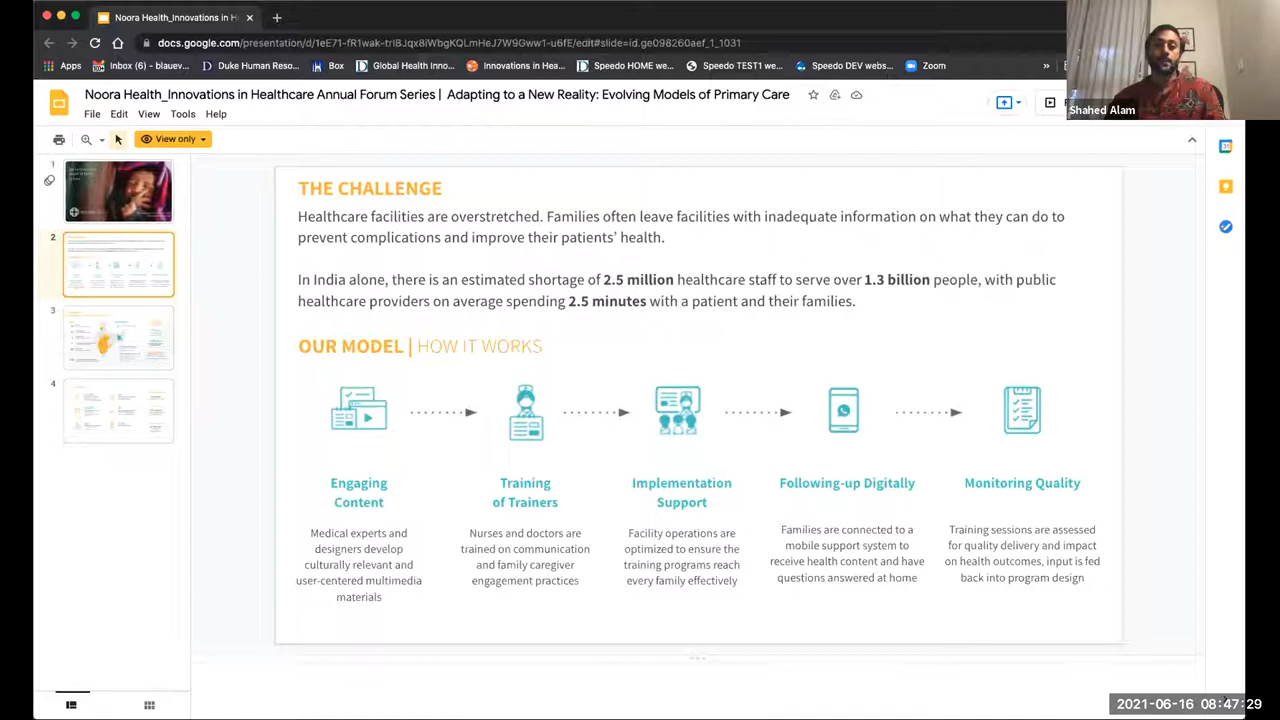 Noora Health_Innovations in H
docs.google.com/presentation/d/1eE71-fR1wak-trI8Jqx8lWbgKQLmHeJ7W9Gww1-u6fE/edit#slide=id.ge098260aef_1_1031
Apps
Inbox (6) - blauev...
Duke Human Reso...
Box
Global Health Inno...
Innovations in Hea...
Speedo HOME we...
Speedo TEST1 we...
Speedo DEV webs...
Zoom
»
Noora Health_Innovations in Healthcare Annual Forum Series | Adapting to a New Reality: Evolving Models of Primary Care
Shahed Alam
File Edit View Tools Help
View only
1
2
3
4
THE CHALLENGE
Healthcare facilities are overstretched. Families often leave facilities with inadequate information on what they can do to
prevent complications and improve their patients' health.
In India alone, there is an estimated shortage of 2.5 million healthcare staff to serve over 1.3 billion people, with public
healthcare providers on average spending 2.5 minutes with a patient and their families.
OUR MODEL | HOW IT WORKS
Engaging
Content
Medical experts and
designers develop
culturally relevant and
user-centered multimedia
materials
Training
of Trainers
Nurses and doctors are
trained on communication
and family caregiver
engagement practices
Implementation
Support
Facility operations are
optimized to ensure the
training programs reach
every family effectively
Following-up Digitally
Families are connected to a
mobile support system to
receive health content and have
questions answered at home
Monitoring Quality
Training sessions are assessed
for quality delivery and impact
on health outcomes, input is fed
back into program design
2021-06-16 08:47:29